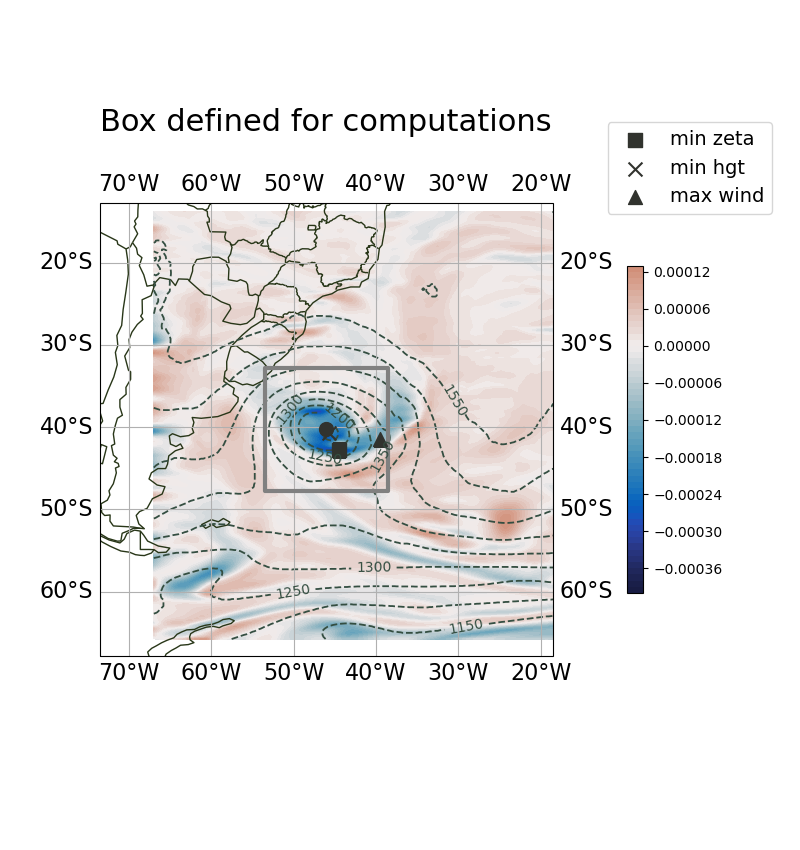 Box defined for computations
min zeta
min hgt
max wind
70°W 60°W 50°W 40°W 30°W 20°W
20°S 20°S
30°S 30°S
40°S 40°S
50°S 50°S
60°S 60°S
1550
1300
1200
1350
1250
1300
1250
1150
70°W 60°W 50°W 40°W 30°W 20°W
0.00012
0.00006
0.00000
−0.00006
−0.00012
−0.00018
−0.00024
−0.00030
−0.00036